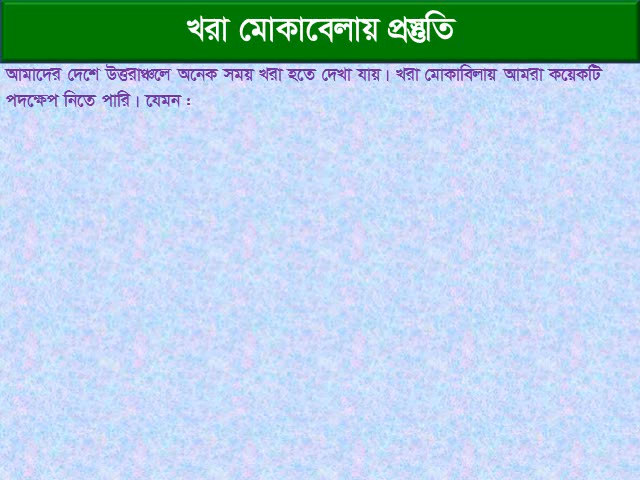 খরা মোকাবেলায় প্রস্তুতি
আমাদের দেশে উত্তরাঞ্চলে অনেক সময় খরা হতে দেখা যায়। খরা মোকাবিলায় আমরা কয়েকটি
পদক্ষেপ নিতে পারি। যেমন :